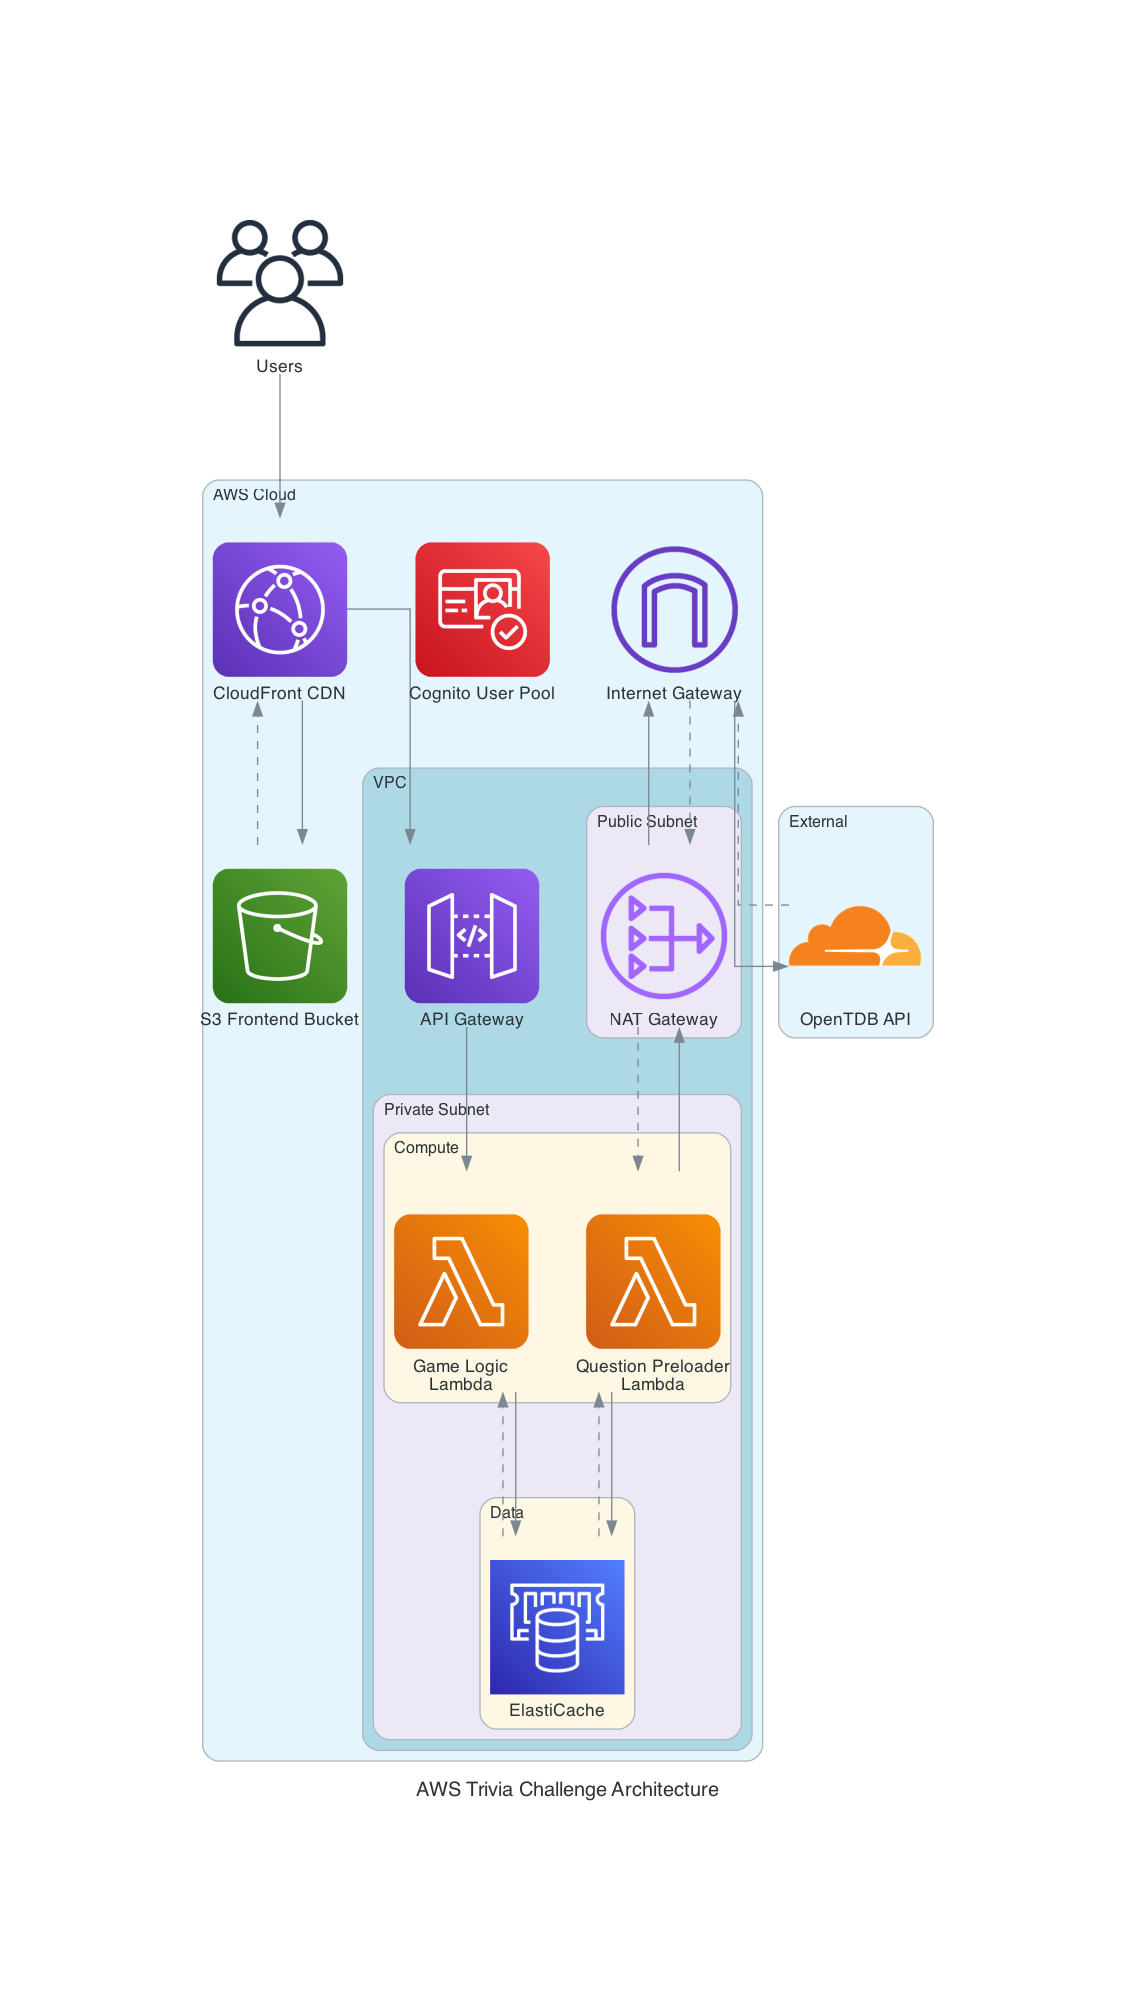 Users
AWS Cloud
CloudFront CDN
Cognito User Pool
Internet Gateway
VPC
Public Subnet
External
S3 Frontend Bucket
API Gateway
NAT Gateway
OpenTDB API
Private Subnet
Compute
Game Logic
Lambda
Question Preloader
Lambda
Data
ElastiCache
AWS Trivia Challenge Architecture